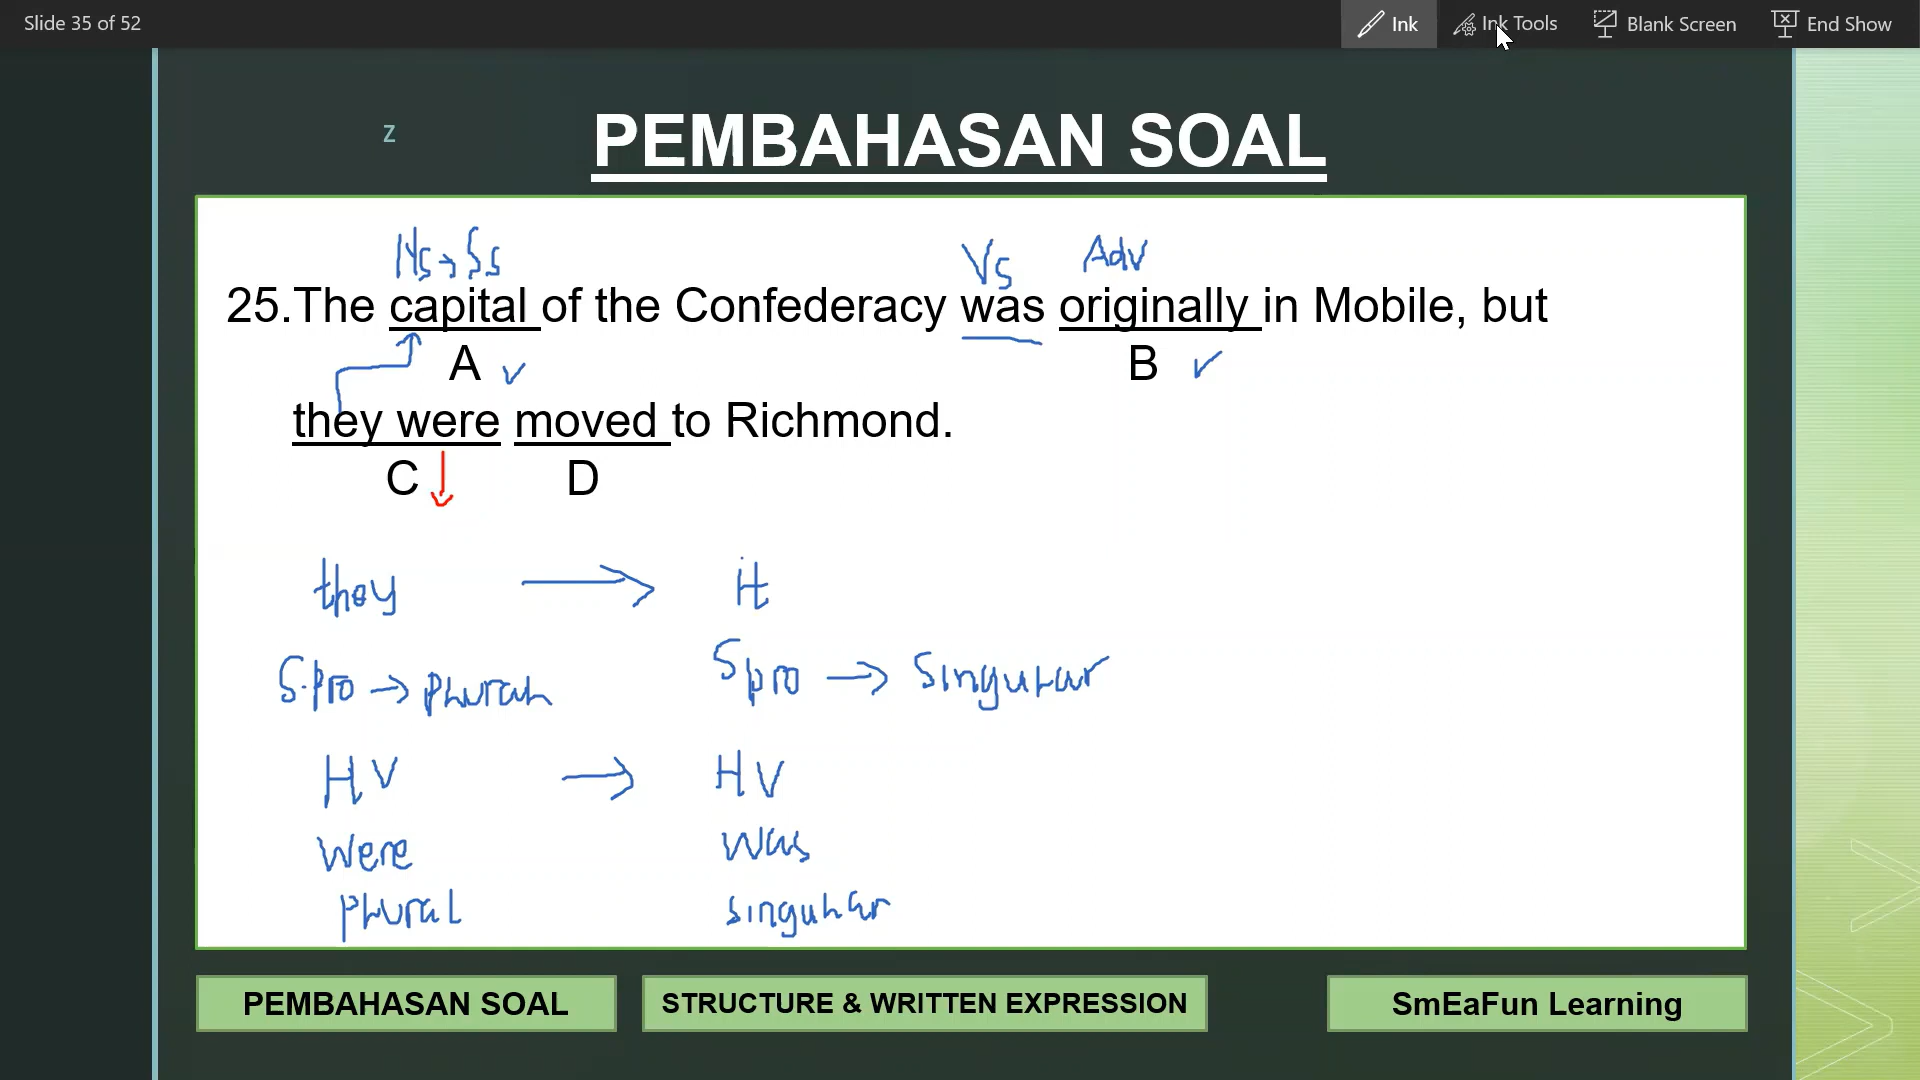 Slide 35 of 52
Ink
Ink Tools
Blank Screen
End Show
z
PEMBAHASAN SOAL
Ns → Ss
Vs
Adv
25.The capital of the Confederacy was originally in Mobile, but
A
B
they were moved to Richmond.
C
D
they → it
S.Pro → Plural
S pro → Singular
HV → HV
Were
Was
Plural
Singular
PEMBAHASAN SOAL
STRUCTURE & WRITTEN EXPRESSION
SmEaFun Learning